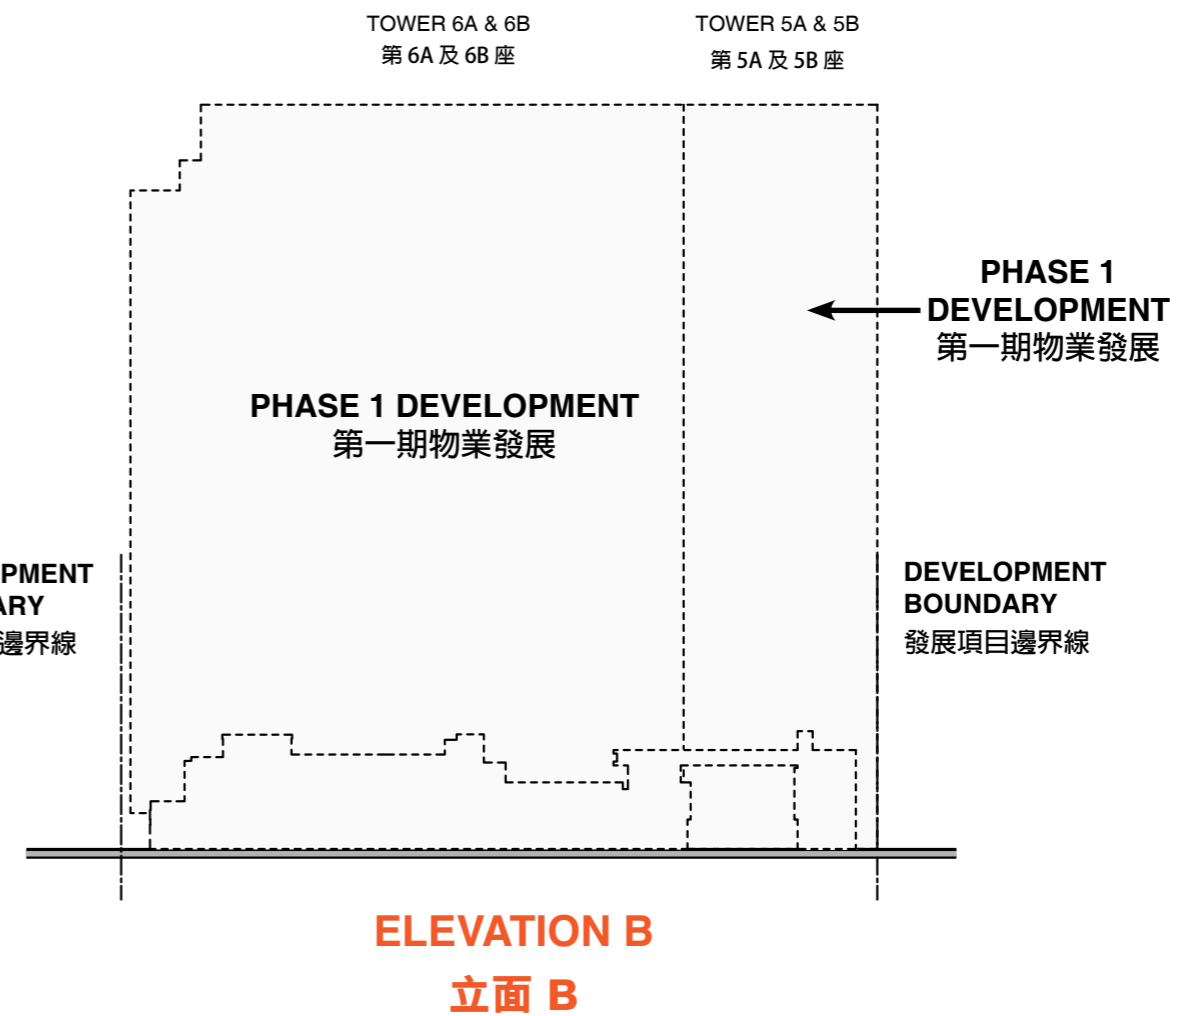 TOWER 6A & 6B
第 6A 及 6B 座
TOWER 5A & 5B
第 5A 及 5B 座
PHASE 1
DEVELOPMENT
第一期物業發展
PHASE 1 DEVELOPMENT
第一期物業發展
PMENT
ARY
邊界線
DEVELOPMENT
BOUNDARY
發展項目邊界線
ELEVATION B
立面 B